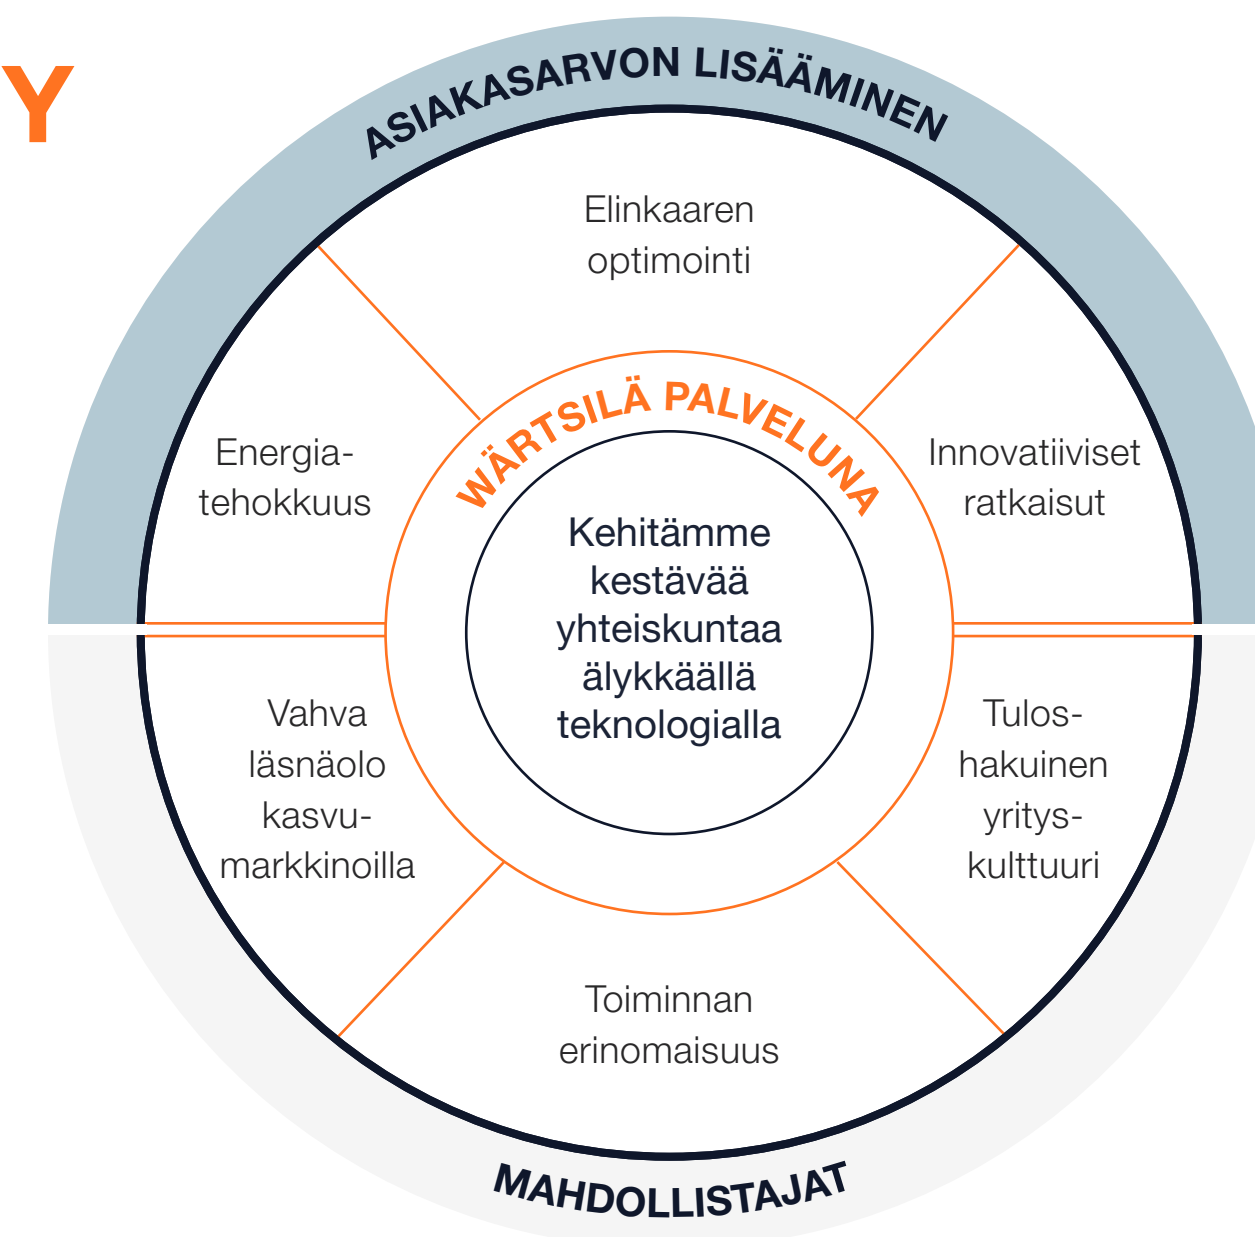 Y
ASIAKASARVON LISÄÄMINEN
Elinkaaren
optimointi
Energia-
tehokkuus
Innovatiiviset
ratkaisut
WÄRTSILÄ PALVELUNA
Kehitämme
kestävää
yhteiskuntaa
älykkäällä
teknologialla
Vahva
läsnäolo
kasvu-
markkinoilla
Tulos-
hakuinen
yritys-
kulttuuri
Toiminnan
erinomaisuus
MAHDOLLISTAJAT